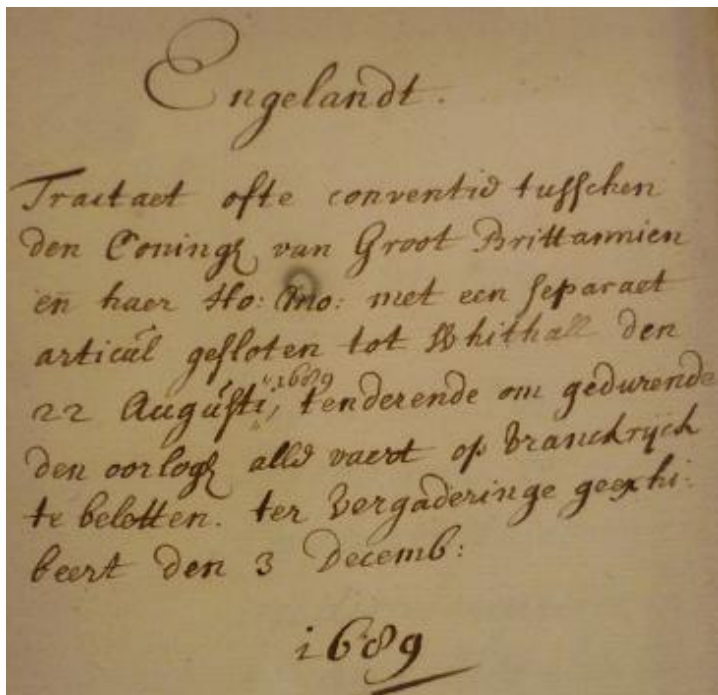 Engelandt.
Tractaet ofte conventie tusschen
den Coningh van Groot Brittannien
en haer Ho: Mo: met een separaet
articul gesloten tot Whithall den
22 Augusti, 1689 tenderende om gedurende
den oorlogh alle vaert op Vranckryck
te beletten. ter Vergaderinge geexhi:
beert den 3 Decemb:
1689